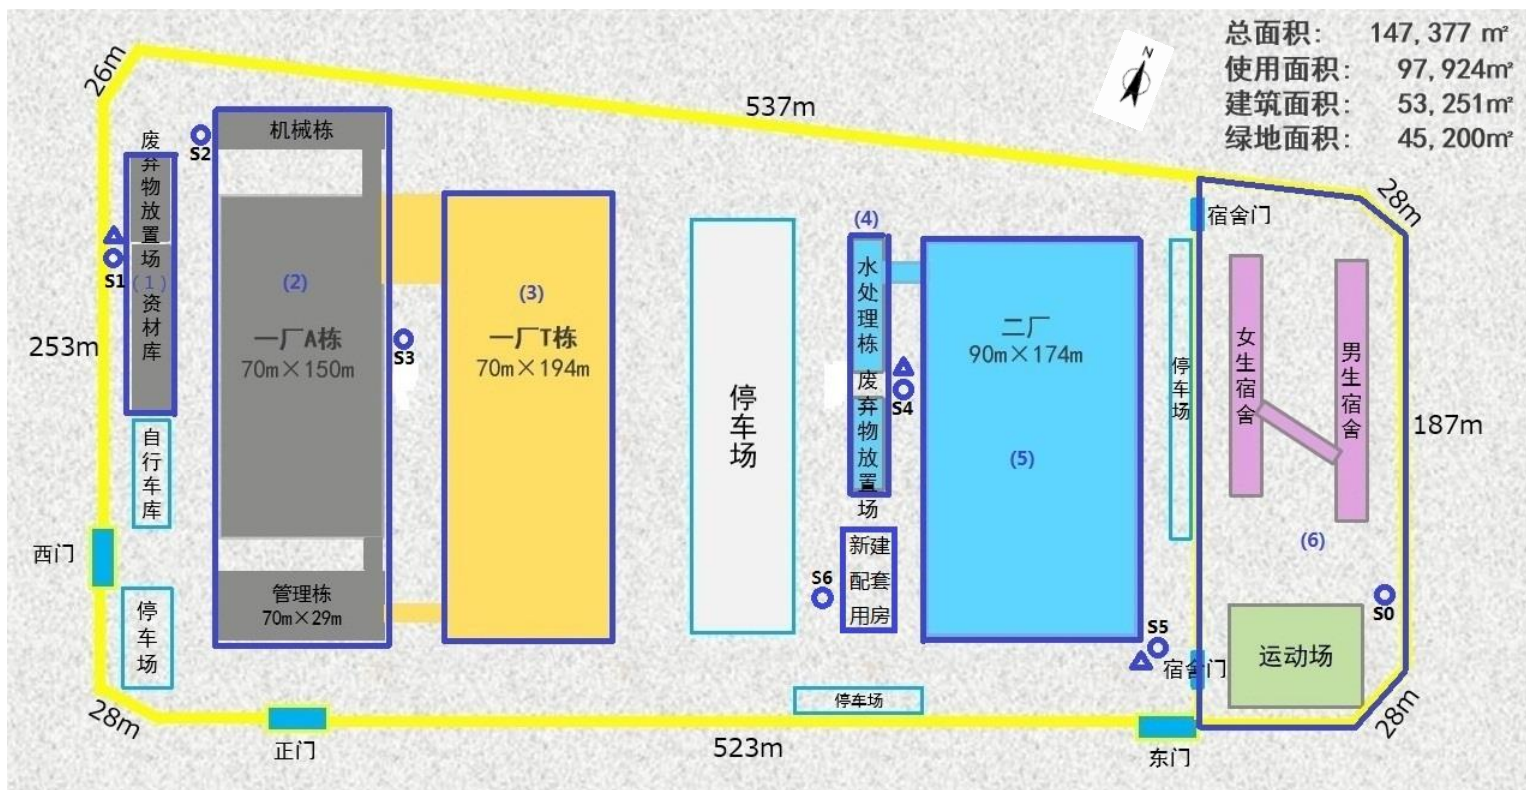 总面积: 147,377 ㎡
使用面积: 97,924㎡
建筑面积: 53,251㎡
绿地面积: 45,200㎡
N
26m
537m
28m
253m
187m
28m
523m
28m
废弃物放置场
(1)
资材库
S1
S2
机械栋
(2)
一厂A栋
70m×150m
管理栋
70m×29m
S3
(3)
一厂T栋
70m×194m
自行车库
西门
停车场
正门
停车场
(4)
水处理栋
废弃物放置场
S4
新建
配套
用房
S6
二厂
90m×174m
(5)
停车场
停车场
S5
宿舍门
东门
宿舍门
女生宿舍
男生宿舍
(6)
S0
运动场